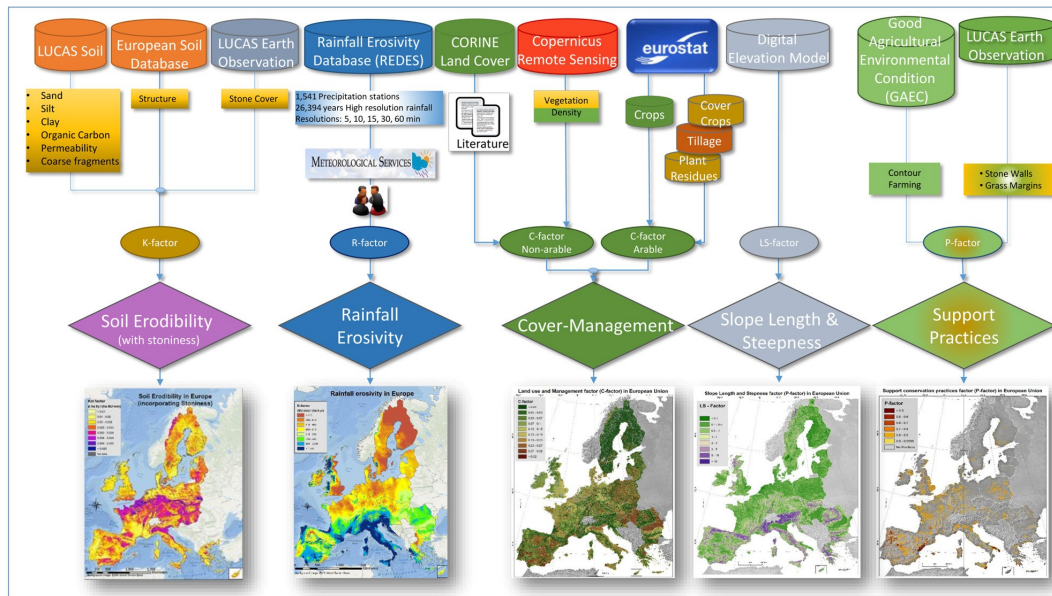 LUCAS Soil
European Soil
Database
LUCAS Earth
Observation
Rainfall Erosivity
Database (REDES)
CORINE
Land Cover
Copernicus
Remote Sensing
eurostat
Digital
Elevation Model
Good
Agricultural
Environmental
Condition
(GAEC)
LUCAS Earth
Observation
• Sand
• Silt
• Clay
• Organic Carbon
• Permeability
• Coarse fragments
Structure
Stone Cover
1,541 Precipitation stations
26,394 years High resolution rainfall
Resolutions: 5, 10, 15, 30, 60 min
METEOROLOGICAL SERVICES
Literature
Vegetation
Density
Crops
Cover
Crops
Tillage
Plant
Residues
Contour
Farming
• Stone Walls
• Grass Margins
K-factor
R-factor
C-factor
Non-arable
C-factor
Arable
LS-factor
P-factor
Soil Erodibility
(with stoniness)
Rainfall
Erosivity
Cover-Management
Slope Length &
Steepness
Support
Practices
Soil Erodibility in Europe
(incorporating Stoniness)
Rainfall erosivity in Europe
Land use and Management factor (C-factor) in European Union
Slope Length and Steepness factor (P-factor) in European Union
Support conservation practices factor (P-factor) in European Union
R-factor
C-factor
LS - Factor
P-factor